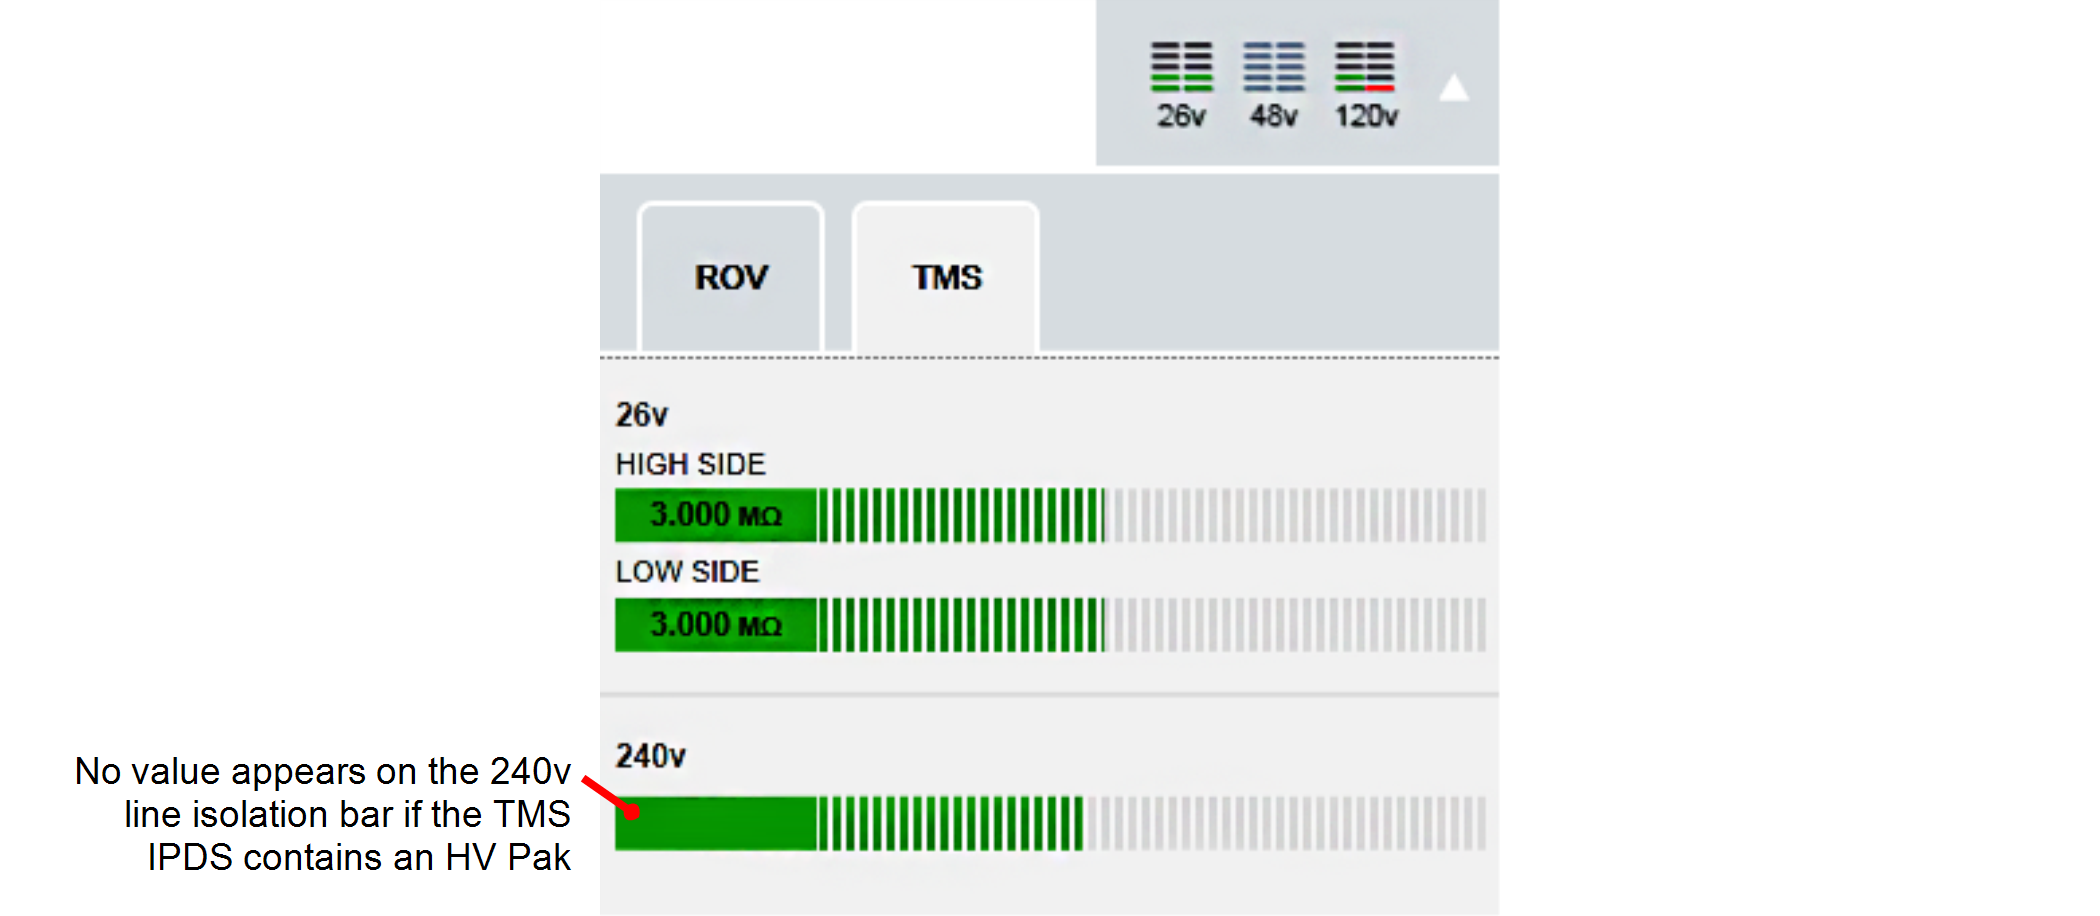 26v 48v 120v
ROV TMS
26v
HIGH SIDE
3.000 MΩ
LOW SIDE
3.000 MΩ
240v
No value appears on the 240v
line isolation bar if the TMS
IPDS contains an HV Pak